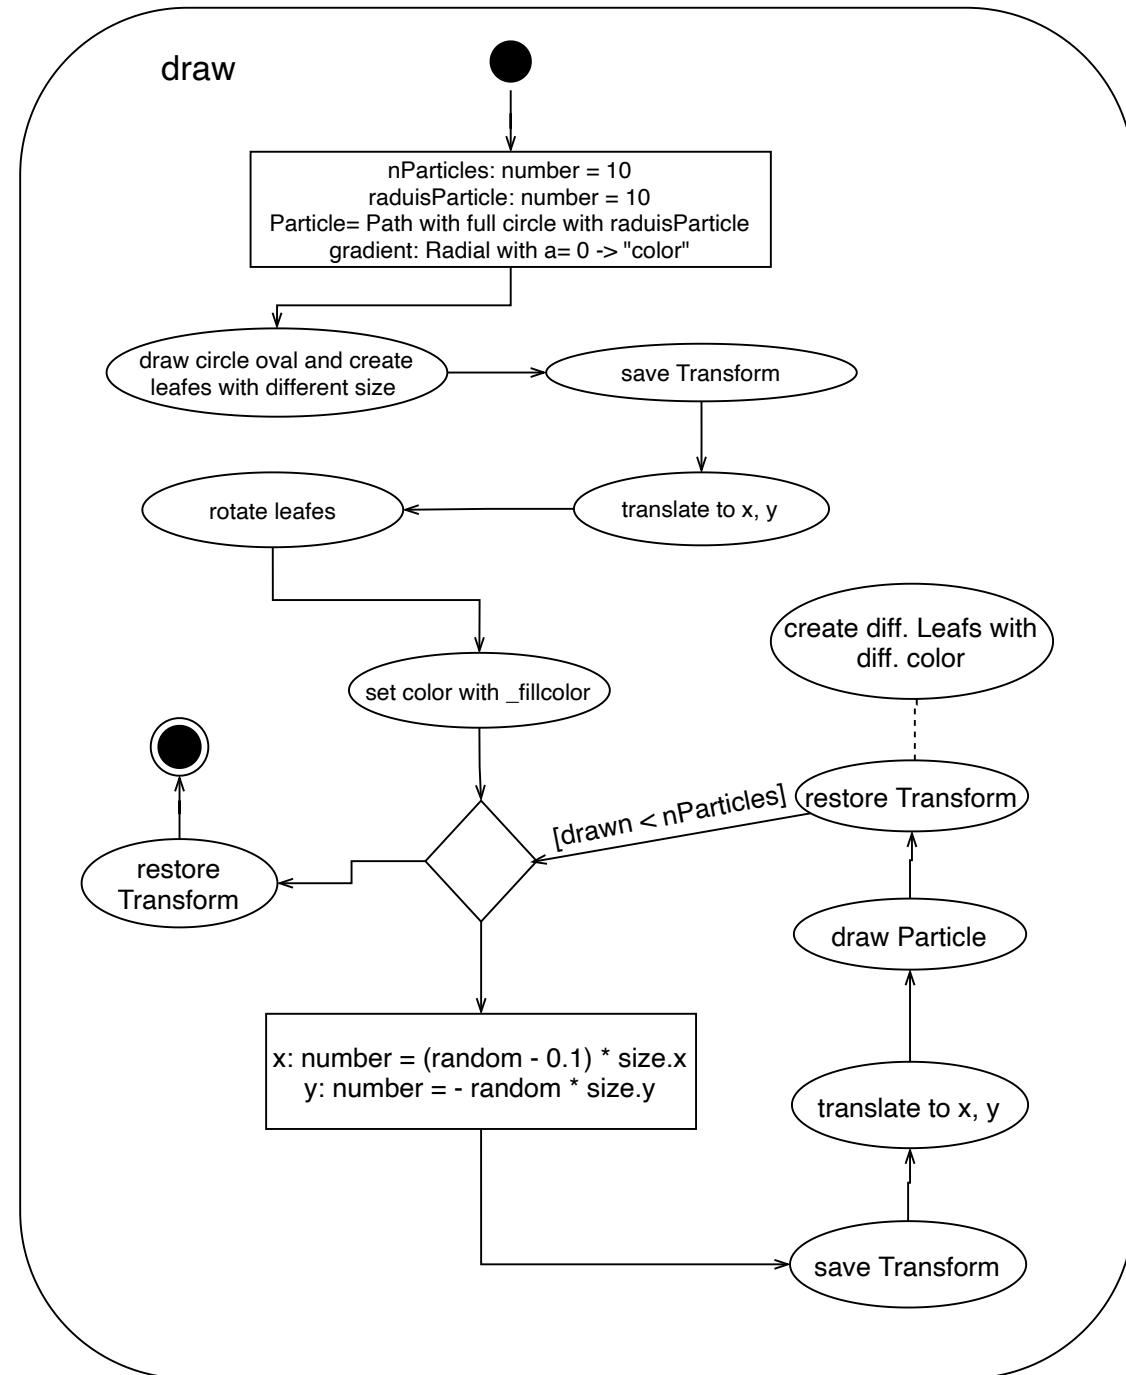 draw
nParticles: number = 10
raduisParticle: number = 10
Particle= Path with full circle with raduisParticle
gradient: Radial with a= 0 -> "color"
draw circle oval and create
leafes with different size
save Transform
rotate leafes
translate to x, y
create diff. Leafs with
diff. color
set color with _fillcolor
[drawn < nParticles]
restore Transform
restore
Transform
draw Particle
x: number = (random - 0.1) * size.x
y: number = - random * size.y
translate to x, y
save Transform